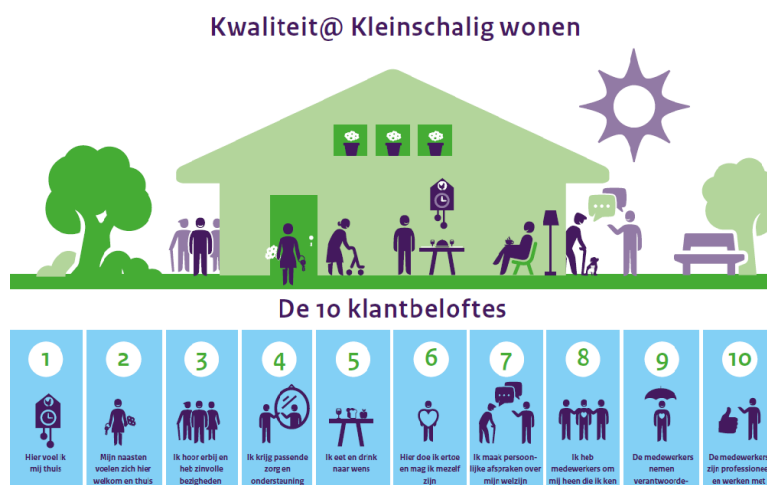 Kwaliteit@ Kleinschalig wonen
De 10 klantbeloftes
1
Hier voel ik
mij thuis
2
Mijn naasten
voelen zich hier
welkom en thuis
3
Ik hoor erbij en
heb zinvolle
bezigheden
4
Ik krijg passende
zorg en
ondersteuning
5
Ik eet en drink
naar wens
6
Hier doe ik ertoe
en mag ik mezelf
zijn
7
Ik maak persoon-
lijke afspraken over
mijn welzijn
8
Ik heb
medewerkers om
mij heen die ik ken
9
De medewerkers
nemen
verantwoorde-
10
De medewerkers
zijn professioneel
en werken met